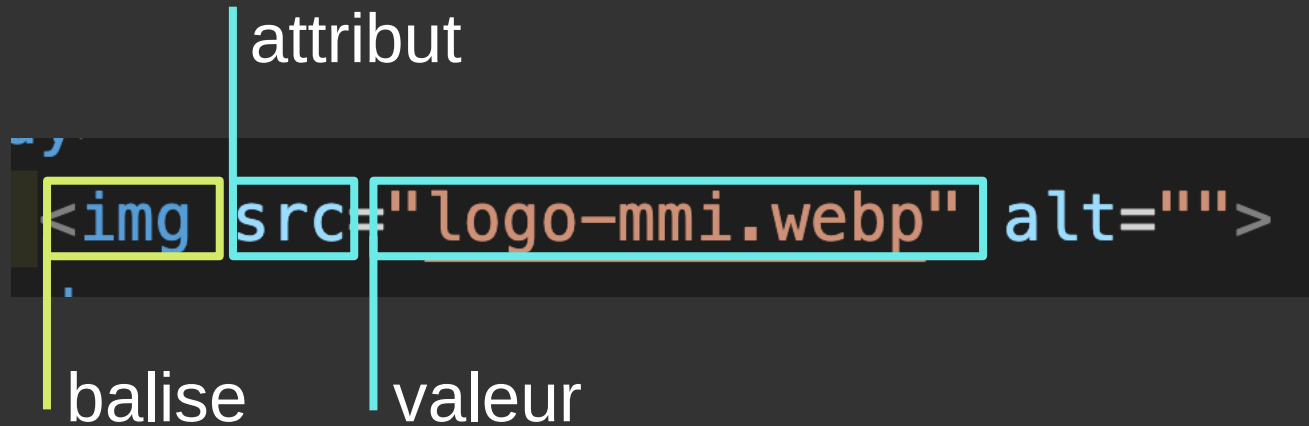 attribut
<img src="logo-mmi.webp" alt="">
balise
valeur